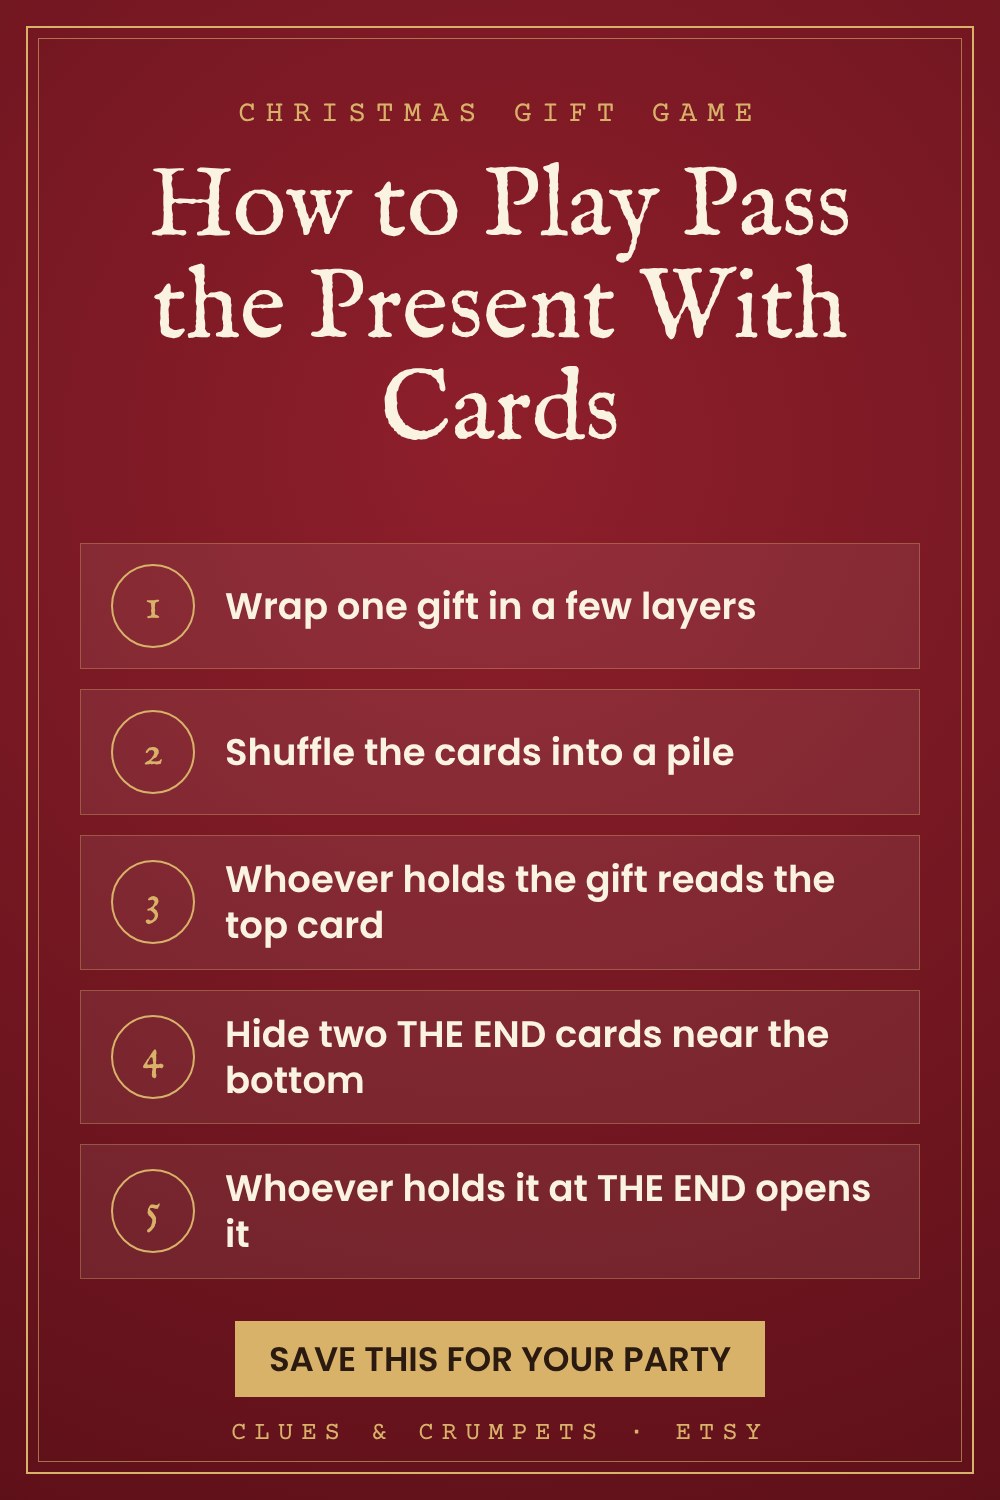 CHRISTMAS GIFT GAME
How to Play Pass
the Present With
Cards
1
Wrap one gift in a few layers
2
Shuffle the cards into a pile
3
Whoever holds the gift reads the
top card
4
Hide two THE END cards near the
bottom
5
Whoever holds it at THE END opens
it
SAVE THIS FOR YOUR PARTY
CLUES & CRUMPETS · ETSY